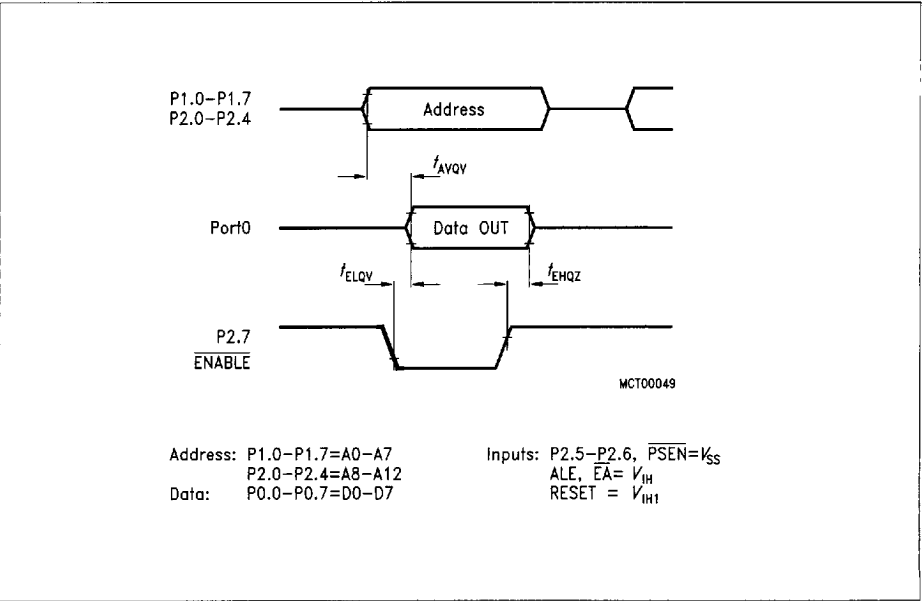 P1.0-P1.7
P2.0-P2.4
Address
tAVQV
Port0
Data OUT
tELQV
tEHQZ
P2.7
ENABLE
MCT00049
Address: P1.0-P1.7=A0-A7
P2.0-P2.4=A8-A12
Data: P0.0-P0.7=D0-D7
Inputs: P2.5-P2.6, PSEN=VSS
ALE, EA= VIH
RESET = VIH1